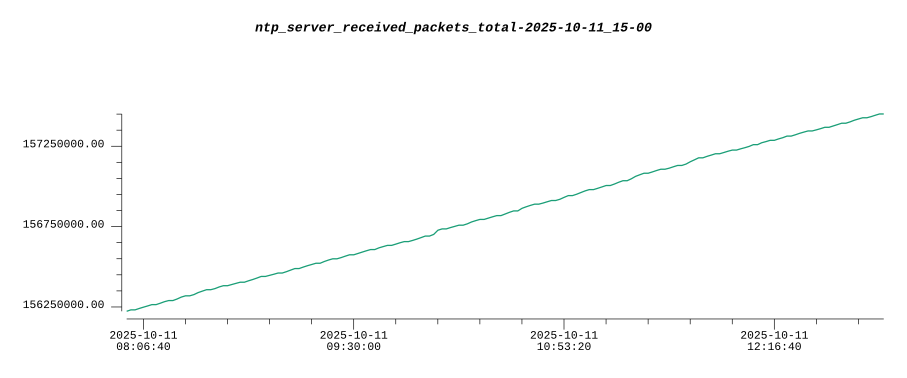 ntp_server_received_packets_total-2025-10-11_15-00
157250000.00
156750000.00
156250000.00
2025-10-11 2025-10-11 2025-10-11 2025-10-11
08:06:40 09:30:00 10:53:20 12:16:40